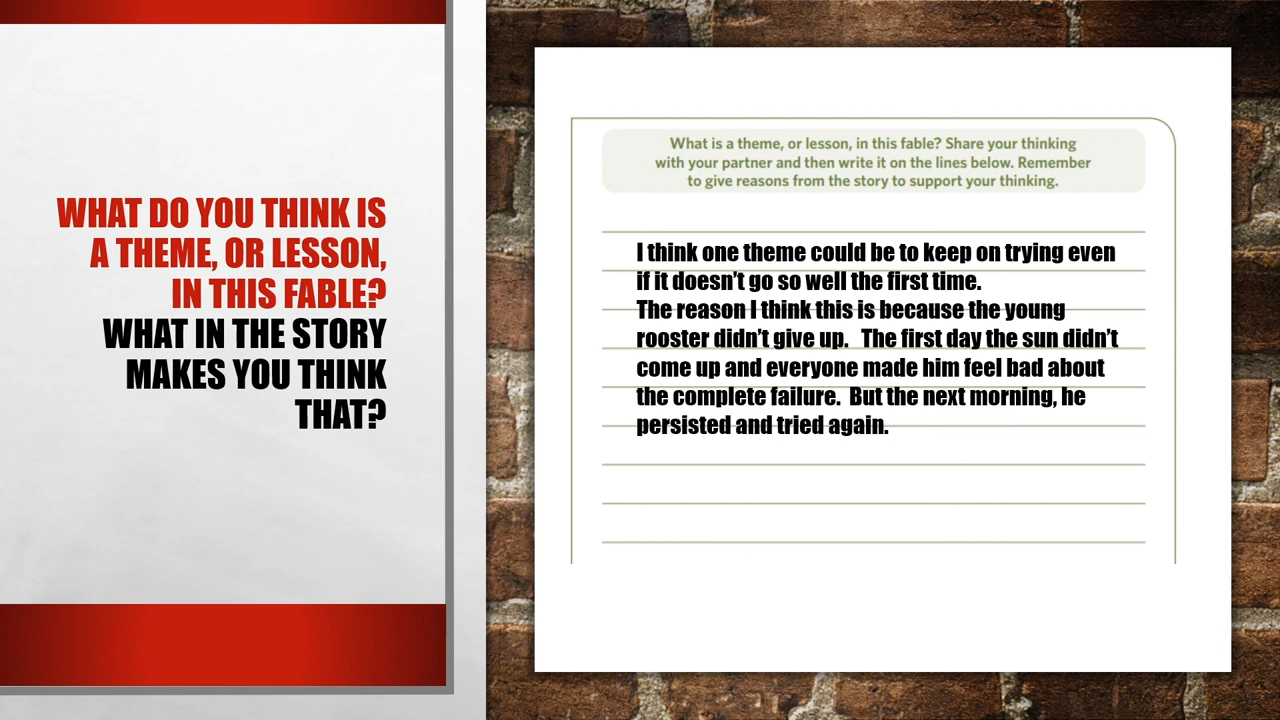 WHAT DO YOU THINK IS
A THEME, OR LESSON,
IN THIS FABLE?
WHAT IN THE STORY
MAKES YOU THINK
THAT?
What is a theme, or lesson, in this fable? Share your thinking
with your partner and then write it on the lines below. Remember
to give reasons from the story to support your thinking.
I think one theme could be to keep on trying even
if it doesn’t go so well the first time.
The reason I think this is because the young
rooster didn’t give up.   The first day the sun didn’t
come up and everyone made him feel bad about
the complete failure.  But the next morning, he
persisted and tried again.